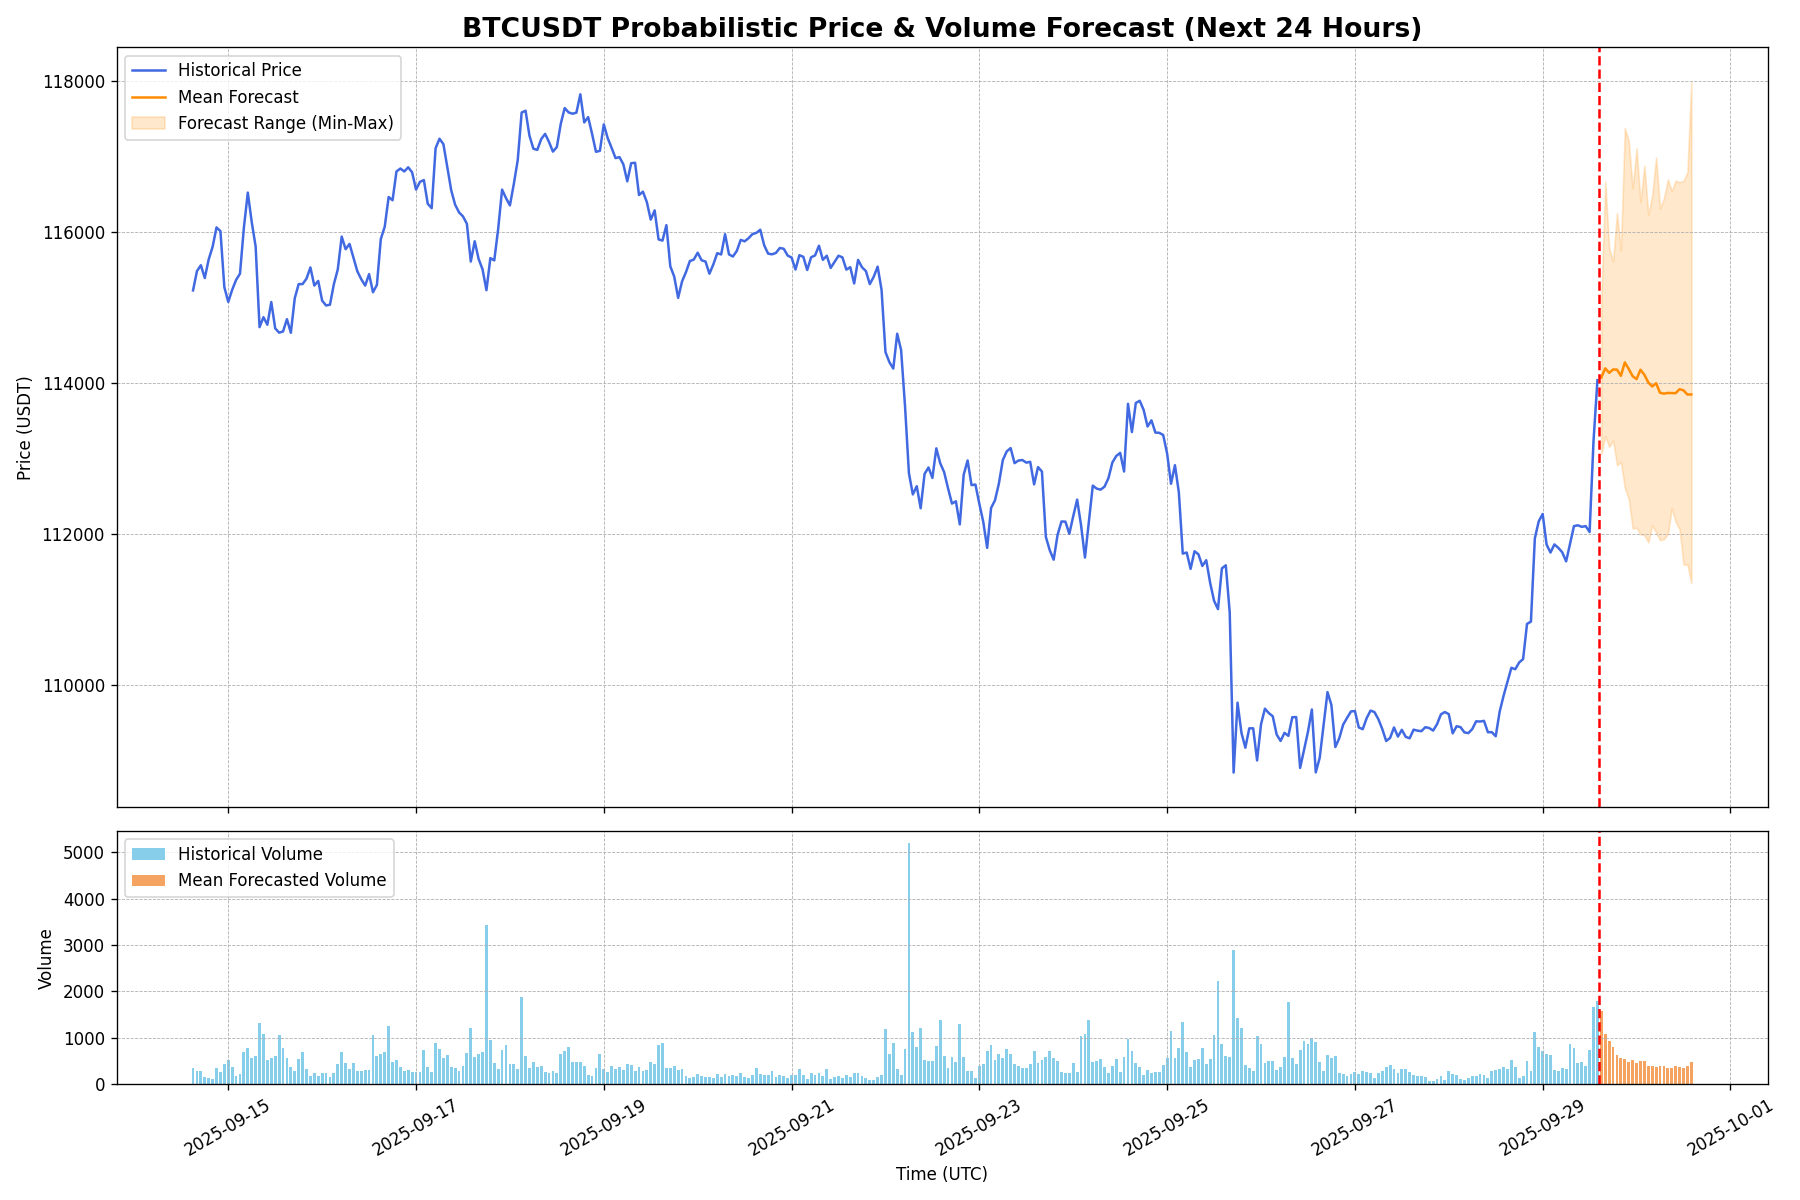 BTCUSDT Probabilistic Price & Volume Forecast (Next 24 Hours)
Historical Price
Mean Forecast
Forecast Range (Min-Max)
118000
116000
114000
112000
110000
Price (USDT)
Historical Volume
Mean Forecasted Volume
5000
4000
3000
2000
1000
0
Volume
2025-09-15
2025-09-17
2025-09-19
2025-09-21
2025-09-23
2025-09-25
2025-09-27
2025-09-29
2025-10-01
Time (UTC)